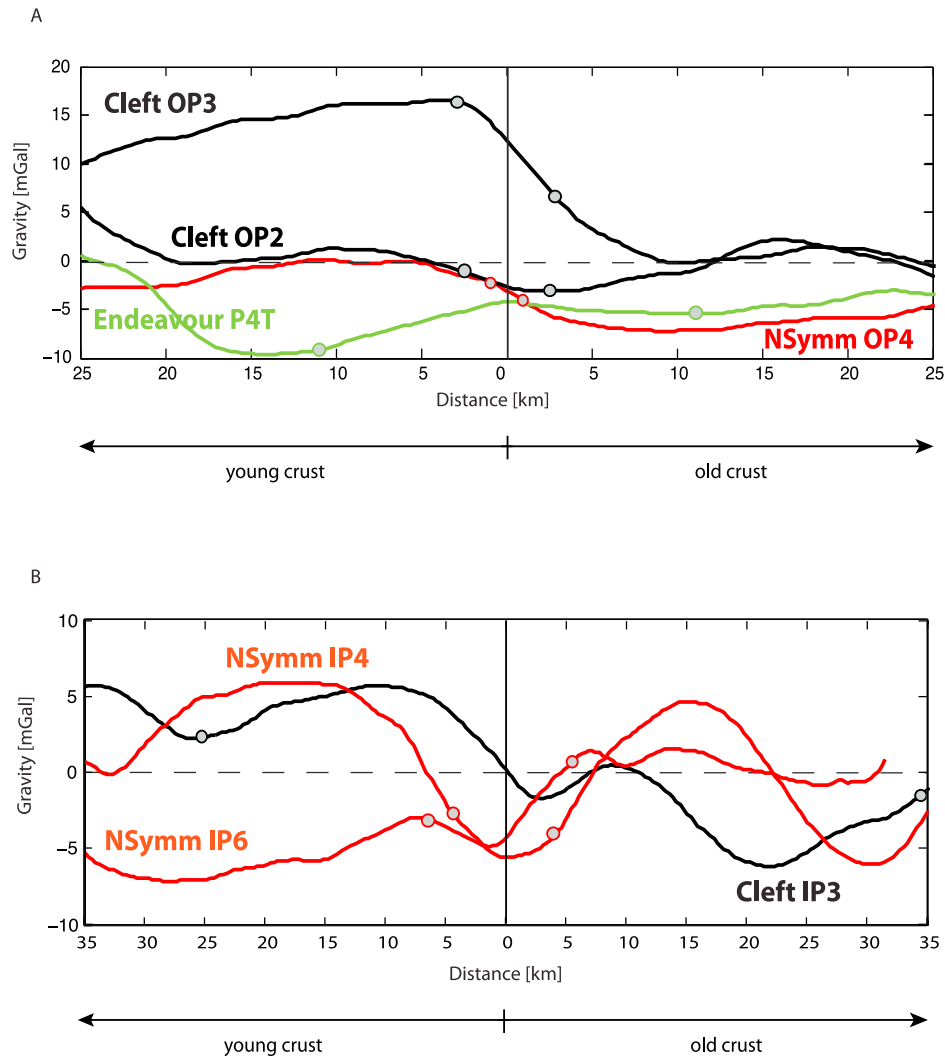 A
20
15
10
5
0
−5
−10
Gravity [mGal]
Cleft OP3
Cleft OP2
Endeavour P4T
NSymm OP4
25 20 15 10 5 0 5 10 15 20 25
Distance [km]
young crust old crust
B
10
5
0
−5
−10
Gravity [mGal]
NSymm IP4
NSymm IP6
Cleft IP3
35 30 25 20 15 10 5 0 5 10 15 20 25 30 35
Distance [km]
young crust old crust